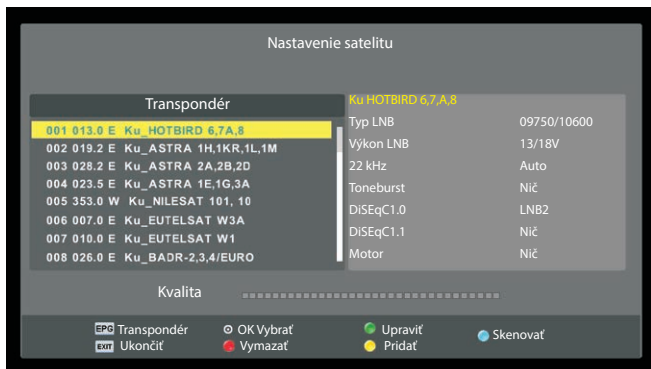 Nastavenie satelitu
Transpondér
001 013.0 E Ku_HOTBIRD 6,7A,8
002 019.2 E Ku_ASTRA 1H,1KR,1L,1M
003 028.2 E Ku_ASTRA 2A,2B,2D
004 023.5 E Ku_ASTRA 1E,1G,3A
005 353.0 W Ku_NILESAT 101, 10
006 007.0 E Ku_EUTELSAT W3A
007 010.0 E Ku_EUTELSAT W1
008 026.0 E Ku_BADR-2,3,4/EURO
Ku HOTBIRD 6,7,A,8
Typ LNB 09750/10600
Výkon LNB 13/18V
22 kHz Auto
Toneburst Nič
DiSEqC1.0 LNB2
DiSEqC1.1 Nič
Motor Nič
Kvalita
EPG Transpondér OK Vybrať Upraviť Skenovať
EXIT Ukončiť Vymazať Pridať